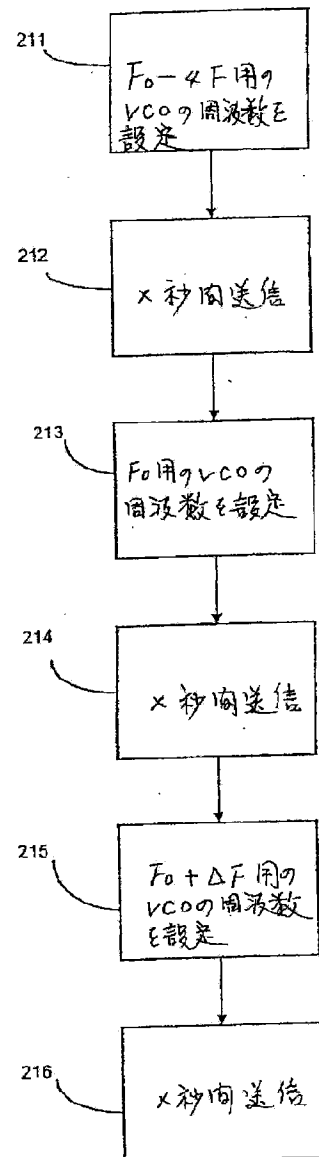 211
F₀-4F用の
VCOの周波数を
設定
212
x秒間送信
213
F₀用のVCOの
周波数を設定
214
x秒間送信
215
F₀+ΔF用の
VCOの周波数
を設定
216
x秒間送信